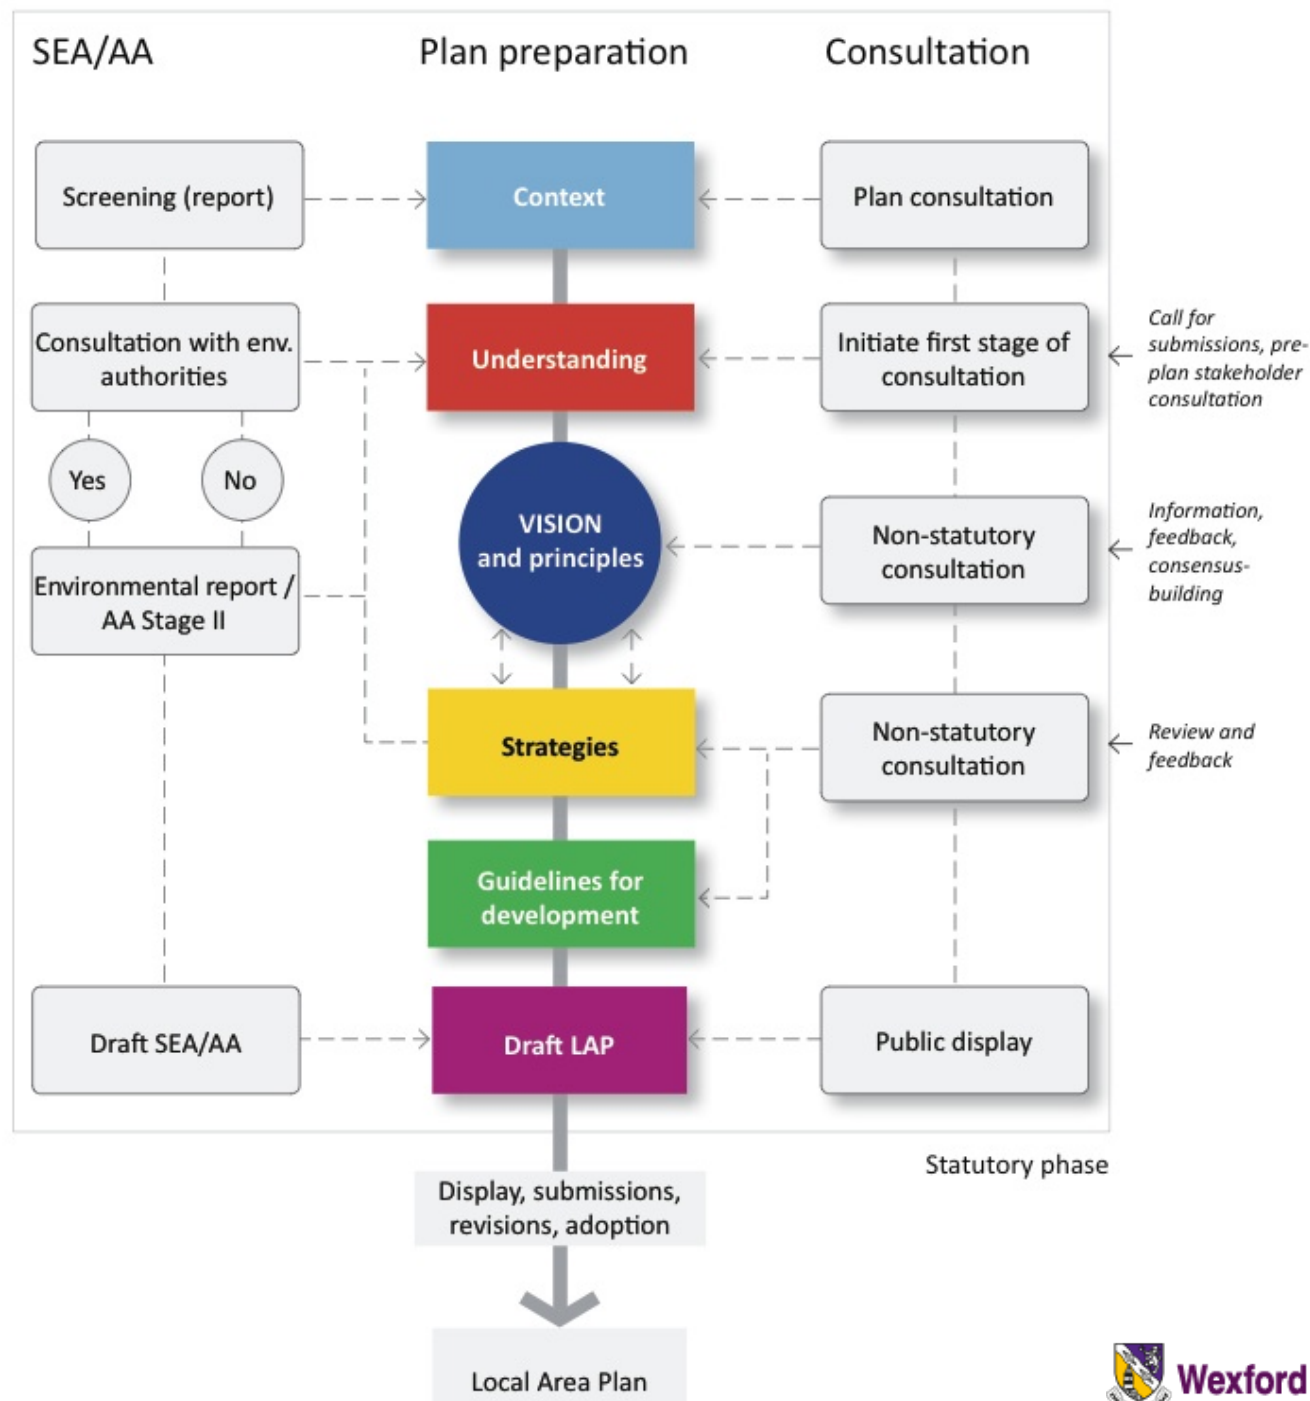 SEA/AA
Plan preparation
Consultation
Screening (report)
Context
Plan consultation
Consultation with env.
authorities
Understanding
Initiate first stage of
consultation
Call for
submissions, pre-
plan stakeholder
consultation
Yes
No
VISION
and principles
Non-statutory
consultation
Information,
feedback,
consensus-
building
Environmental report /
AA Stage II
Strategies
Non-statutory
consultation
Review and
feedback
Guidelines for
development
Draft SEA/AA
Draft LAP
Public display
Statutory phase
Display, submissions,
revisions, adoption
Local Area Plan
Wexford